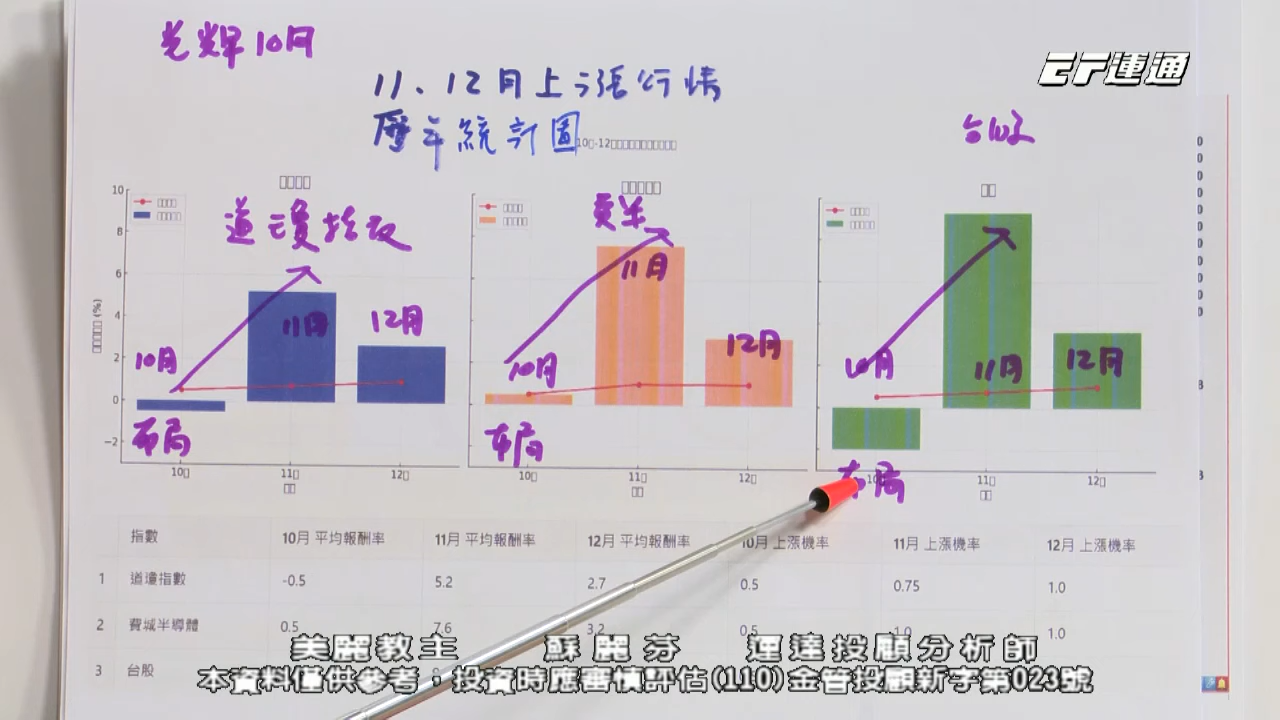 光輝10月
11、12月上漲行情
歷年統計圖
運通
台股
10
8
6
4
2
0
-2
道瓊指數
費半
10月
11月
12月
10月
11月
12月
10月
11月
12月
布局
布局
布局
指數 10月 平均報酬率 11月 平均報酬率 12月 平均報酬率 10月 上漲機率 11月 上漲機率 12月 上漲機率
1 道瓊指數 -0.5 5.2 2.7 0.5 0.75 1.0
2 費城半導體 0.5 7.6 3.2 0.5 1.0 1.0
3 台股
美麗教主 蘇麗芬 運達投顧分析師
本資料僅供參考，投資時應審慎評估(110)金管投顧新字第023號